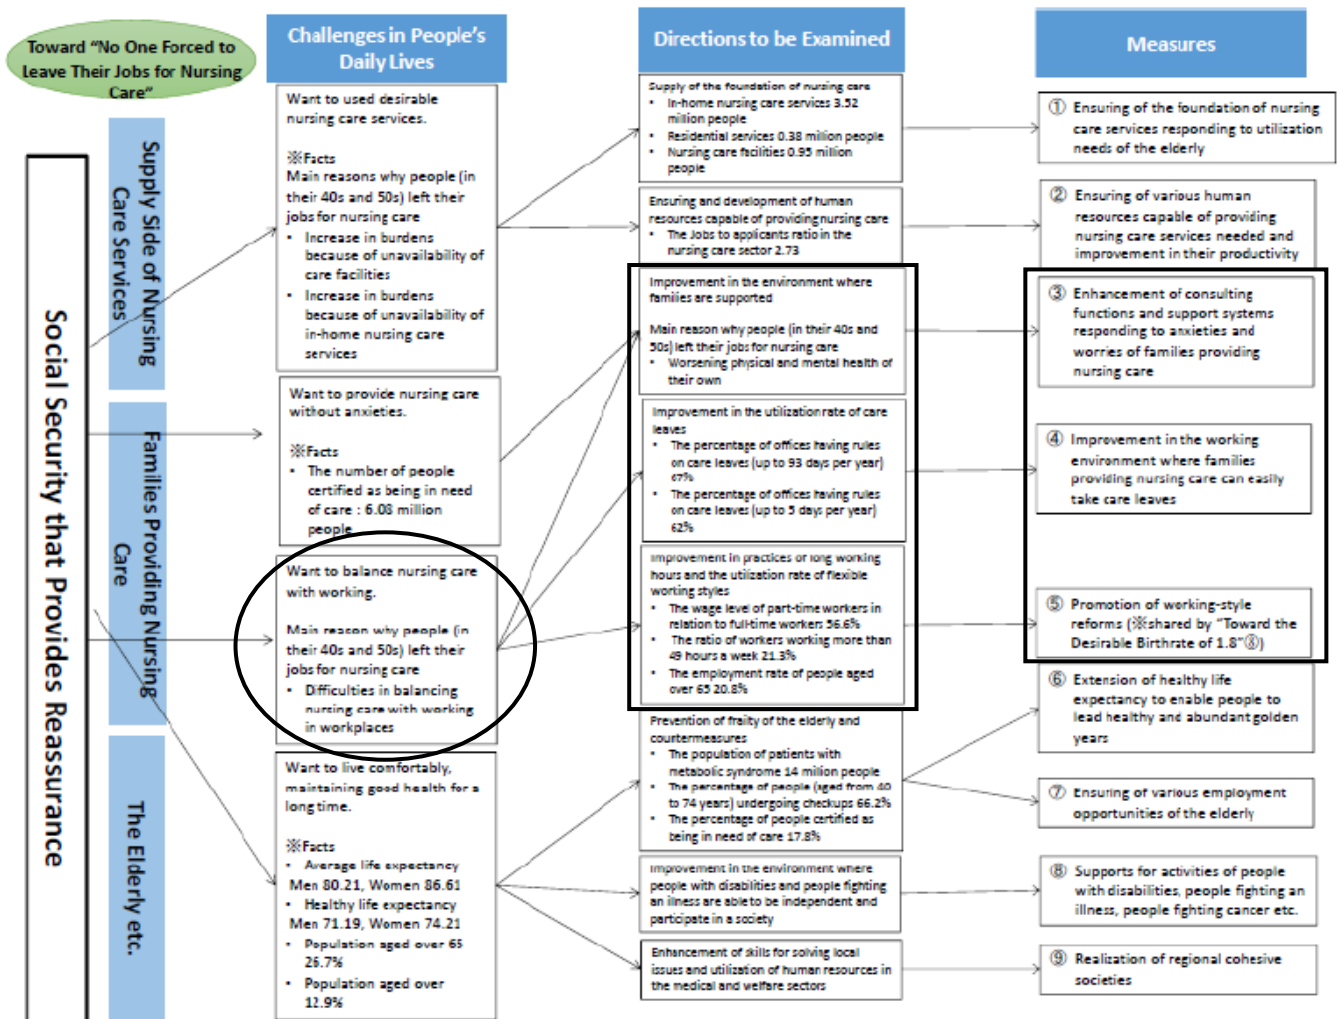 Toward "No One Forced to
Leave Their Jobs for Nursing
Care"
Social Security that Provides Reassurance
Supply Side of Nursing
Care Services
Families Providing Nursing
Care
The Elderly etc.
Challenges in People's
Daily Lives
Want to used desirable
nursing care services.
※Facts
Main reasons why people (in
their 40s and 50s) left their
jobs for nursing care
• Increase in burdens
because of unavailability of
care facilities
• Increase in burdens
because of unavailability of
in-home nursing care
services
Want to provide nursing care
without anxieties.
※Facts
• The number of people
certified as being in need
of care : 6.08 million
people
Want to balance nursing care
with working.
Main reason why people (in
their 40s and 50s) left their
jobs for nursing care
• Difficulties in balancing
nursing care with working
in workplaces
Want to live comfortably,
maintaining good health for a
long time.
※Facts
• Average life expectancy
Men 80.21, Women 86.61
• Healthy life expectancy
Men 71.19, Women 74.21
• Population aged over 65
26.7%
• Population aged over
12.9%
Directions to be Examined
Supply of the foundation of nursing care
• In-home nursing care services 3.52
million people
• Residential services 0.38 million people
• Nursing care facilities 0.95 million
people
Ensuring and development of human
resources capable of providing nursing care
• The Jobs to applicants ratio in the
nursing care sector 2.73
Improvement in the environment where
families are supported
Main reason why people (in their 40s and
50s) left their jobs for nursing care
• Worsening physical and mental health of
their own
Improvement in the utilization rate of care
leaves
• The percentage of offices having rules
on care leaves (up to 93 days per year)
67%
• The percentage of offices having rules
on care leaves (up to 5 days per year)
62%
Improvement in practices of long working
hours and the utilization rate of flexible
working styles
• The wage level of part-time workers in
relation to full-time workers 56.6%
• The ratio of workers working more than
49 hours a week 21.3%
• The employment rate of people aged
over 65 20.8%
Prevention of frailty of the elderly and
countermeasures
• The population of patients with
metabolic syndrome 14 million people
• The percentage of people (aged from 40
to 74 years) undergoing checkups 66.2%
• The percentage of people certified as
being in need of care 17.8%
Improvement in the environment where
people with disabilities and people fighting
an illness are able to be independent and
participate in a society
Enhancement of skills for solving local
issues and utilization of human resources in
the medical and welfare sectors
Measures
① Ensuring of the foundation of nursing
care services responding to utilization
needs of the elderly
② Ensuring of various human
resources capable of providing
nursing care services needed and
improvement in their productivity
③ Enhancement of consulting
functions and support systems
responding to anxieties and
worries of families providing
nursing care
④ Improvement in the working
environment where families
providing nursing care can easily
take care leaves
⑤ Promotion of working-style
reforms (※shared by "Toward the
Desirable Birthrate of 1.8"③)
⑥ Extension of healthy life
expectancy to enable people to
lead healthy and abundant golden
years
⑦ Ensuring of various employment
opportunities of the elderly
⑧ Supports for activities of people
with disabilities, people fighting an
illness, people fighting cancer etc.
⑨ Realization of regional cohesive
societies